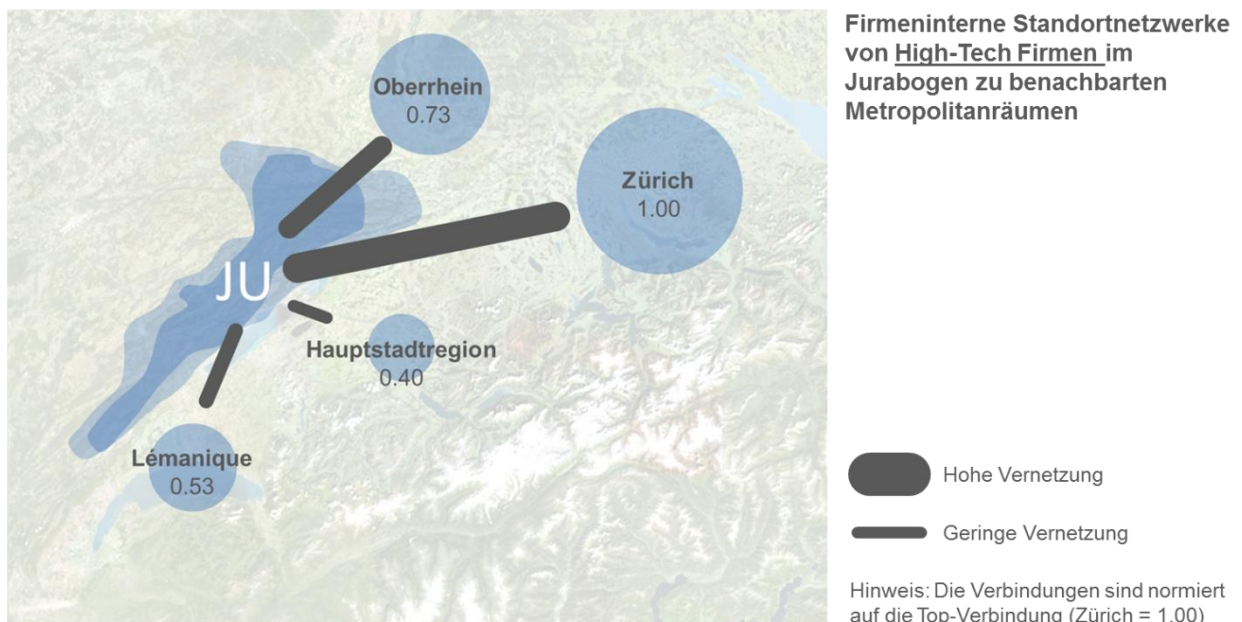 Firmeninterne Standortnetzwerke
von High-Tech Firmen im
Jurabogen zu benachbarten
Metropolitanräumen
Oberrhein
0.73
Zürich
1.00
JU
Hauptstadtregion
0.40
Lémanique
0.53
Hohe Vernetzung
Geringe Vernetzung
Hinweis: Die Verbindungen sind normiert
auf die Top-Verbindung (Zürich = 1.00)